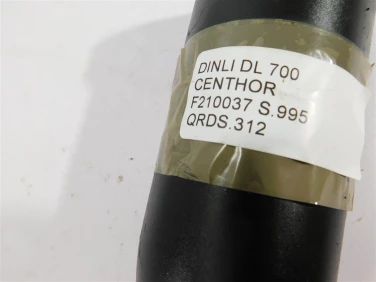 DINLI DL 700
CENTHOR
F210037 S.995
QRDS.312